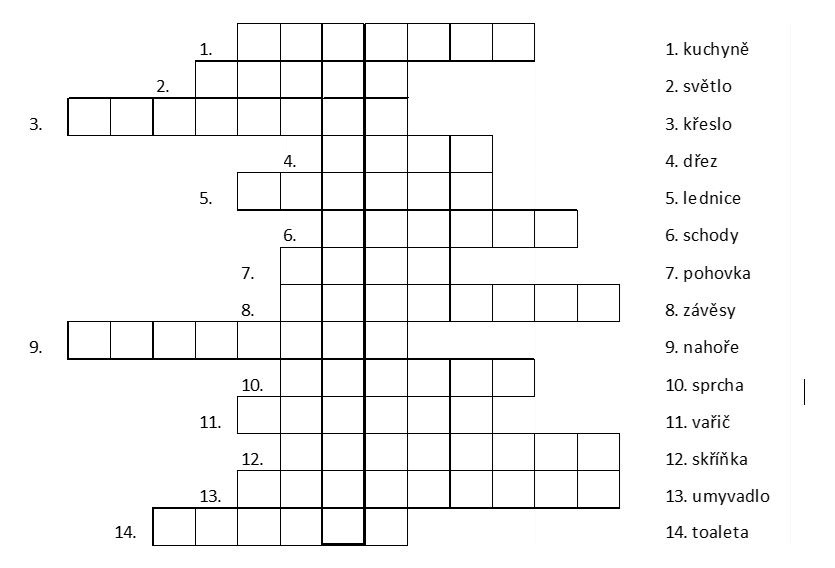 1. 1. kuchyně
2. 2. světlo
3. 3. křeslo
4. 4. dřez
5. 5. lednice
6. 6. schody
7. 7. pohovka
8. 8. závěsy
9. 9. nahoře
10. 10. sprcha
11. 11. vařič
12. 12. skříňka
13. 13. umyvadlo
14. 14. toaleta